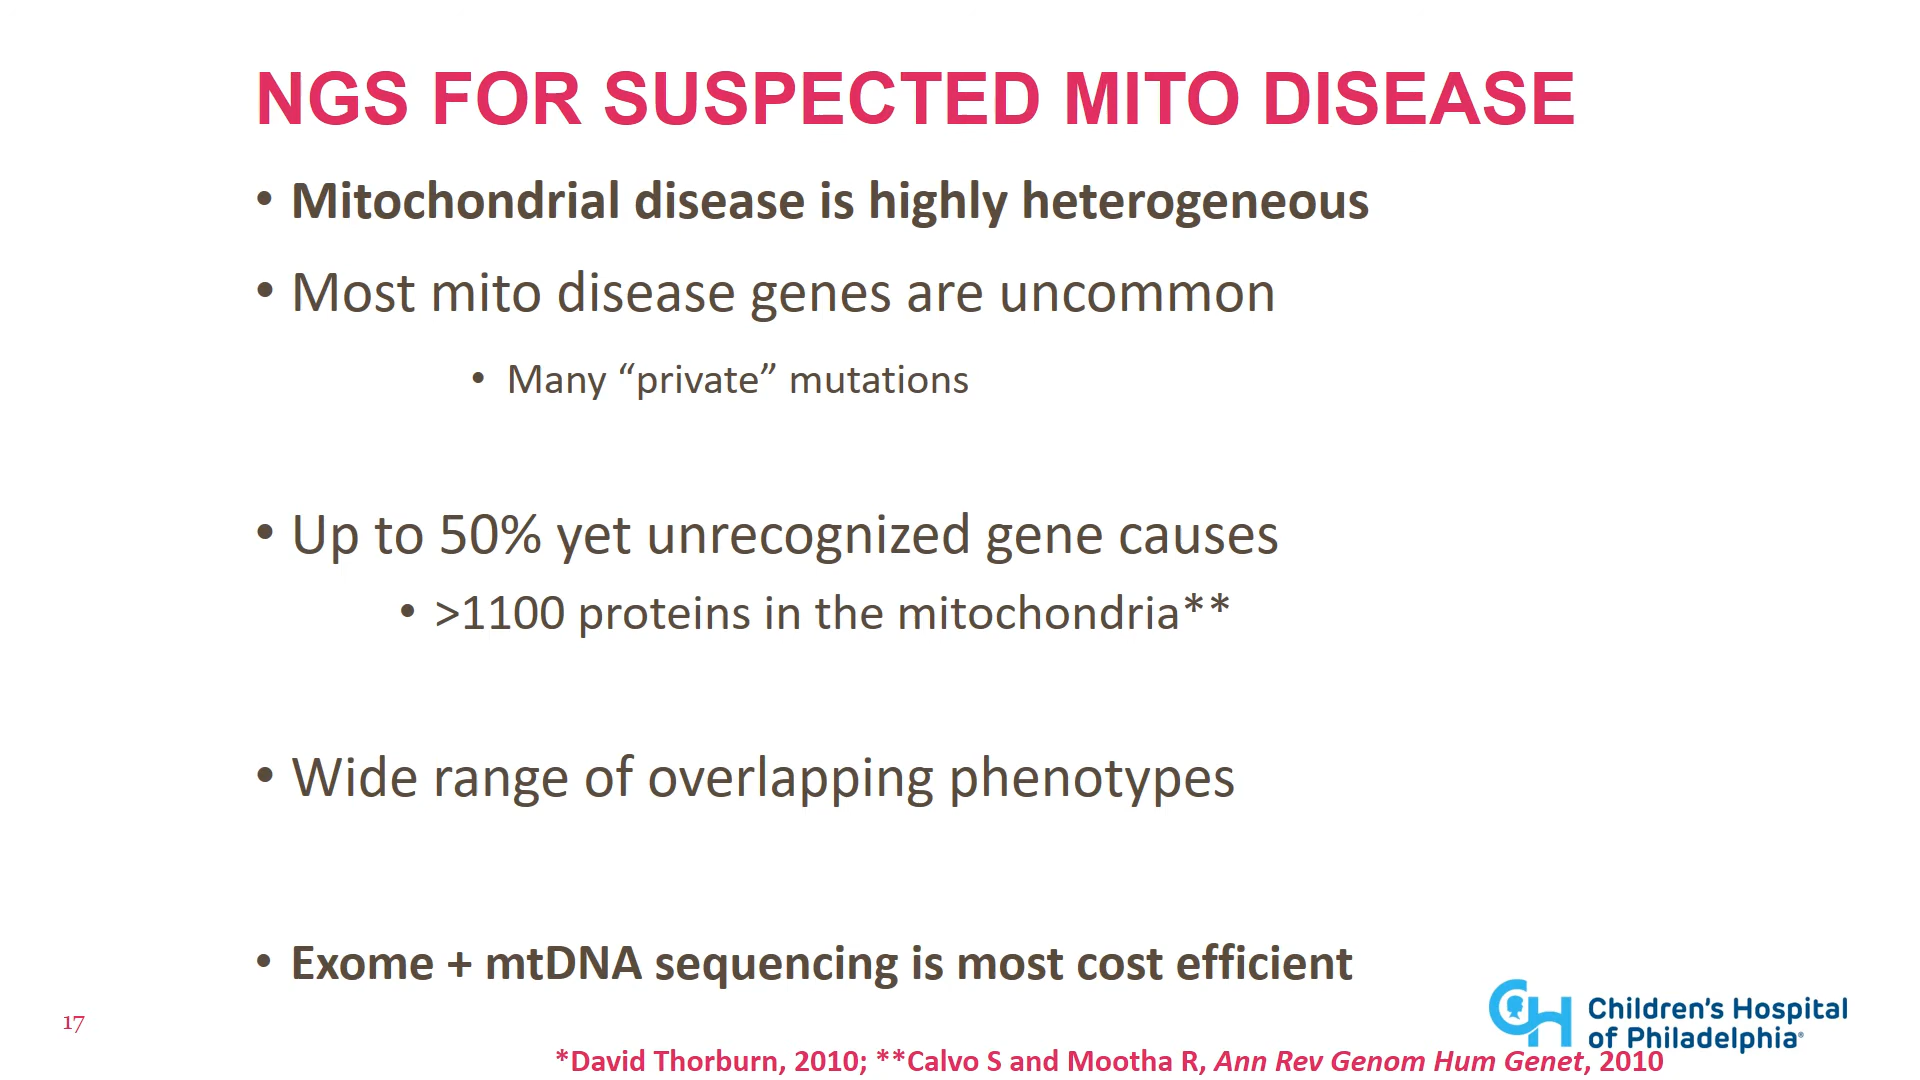 NGS FOR SUSPECTED MITO DISEASE
• Mitochondrial disease is highly heterogeneous
• Most mito disease genes are uncommon
• Many “private” mutations
• Up to 50% yet unrecognized gene causes
• >1100 proteins in the mitochondria**
• Wide range of overlapping phenotypes
• Exome + mtDNA sequencing is most cost efficient
CH Children's Hospital
of Philadelphia®
17
*David Thorburn, 2010; **Calvo S and Mootha R, Ann Rev Genom Hum Genet, 2010